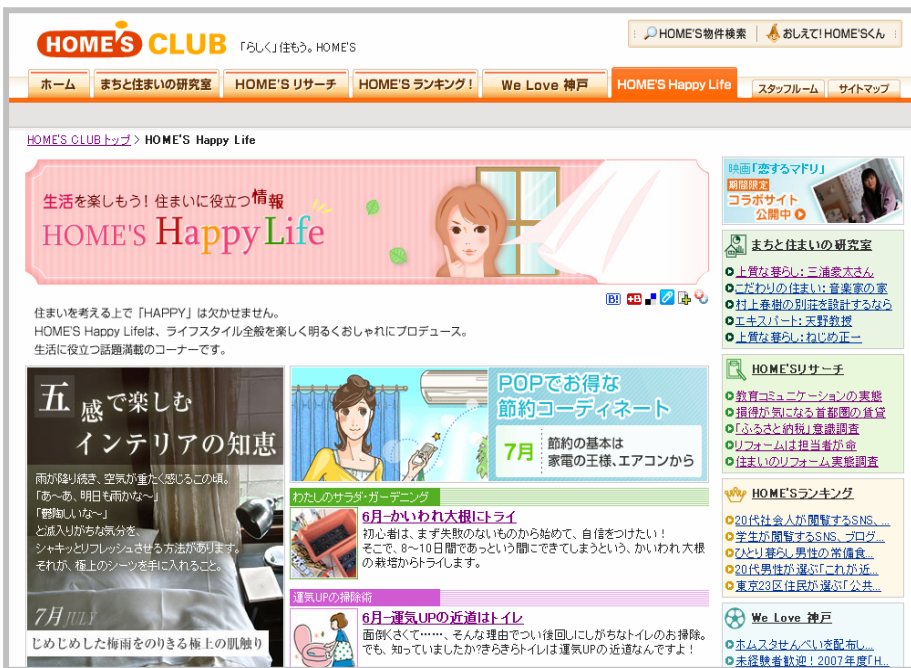 HOME'S CLUB 「らしく」住もう。HOME'S
HOME'S物件検索
おしえて!HOME'Sくん
ホーム
まちと住まいの研究室
HOME'S リサーチ
HOME'S ランキング!
We Love 神戸
HOME'S Happy Life
スタッフルーム
サイトマップ
HOME'S CLUBトップ > HOME'S Happy Life
生活を楽しもう! 住まいに役立つ情報
HOME'S Happy Life
住まいを考える上で「HAPPY」は欠かせません。
HOME'S Happy Lifeは、ライフスタイル全般を楽しく明るくおしゃれにプロデュース。
生活に役立つ話題満載のコーナーです。
五感で楽しむ
インテリアの知恵
雨が降り続き、空気が重たく感じるこの頃。
「あ~あ、明日も雨かな~」
「鬱陶しいな~」
と滅入りがちな気分を、
シャキッとリフレッシュさせる方法があります。
それが、極上のシーツを手に入れること。
7月 JULY
じめじめした梅雨をのりきる極上の肌触り
POPでお得な
節約コーディネート
7月
節約の基本は
家電の王様、エアコンから
わたしのサラダ・ガーデニング
6月-かいわれ大根にトライ
初心者は、まず失敗のないものから始めて、自信をつけたい!
そこで、8~10日間であっという間にできてしまうという、かいわれ大根
の栽培からトライします。
運気UPの掃除術
6月-運気UPの近道はトイレ
面倒くさくて……、そんな理由でつい後回しにしがちなトイレのお掃除。
でも、知っていましたか?きらきらトイレは運気UPの近道なんですよ!
映画「恋するマドリ」
期間限定
コラボサイト
公開中
まちと住まいの研究室
上質な暮らし:三浦愛太さん
こだわりの住まい:音楽家の家
村上春樹の別荘を設計するなら
エキスパート:天野教授
上質な暮らし:ねじめ正一
HOME'Sリサーチ
教育コミュニケーションの実態
損得が気になる首都圏の賃貸
「ふるさと納税」意識調査
リフォームは担当者が命
住まいのリフォーム実態調査
HOME'Sランキング
20代社会人が閲覧するSNS、...
学生が閲覧するSNS、ブログ...
ひとり暮らし男性の常備食...
20代男性が選ぶ「これが近...
東京23区住民が選ぶ「公共...
We Love 神戸
ホムスタせんべいを配布し...
未経験者歓迎!2007年度「H...